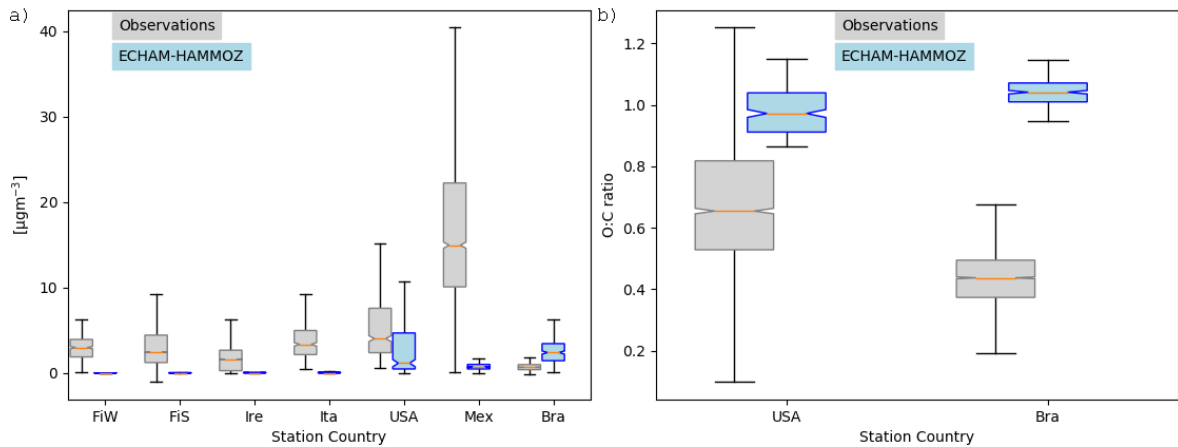 a)
Observations
ECHAM-HAMMOZ
40
30
20
10
0
[µgm⁻³]
FiW FiS Ire Ita USA Mex Bra
Station Country
b)
Observations
ECHAM-HAMMOZ
1.2
1.0
0.8
0.6
0.4
0.2
O:C ratio
USA Bra
Station Country